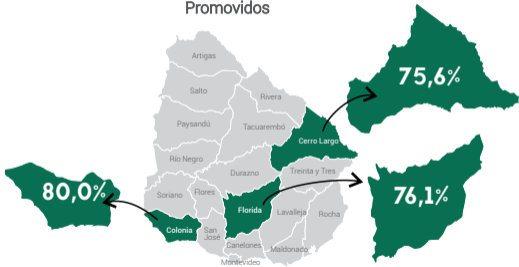 Promovidos
Artigas
Salto
Rivera
75,6%
Paysandú
Tacuarembó
Cerro Largo
Río Negro
Durazno
Treinta y Tres
80,0%
Soriano
Flores
Florida
76,1%
Lavalleja
Rocha
Colonia
San
José
Canelones
Maldonado
Montevideo